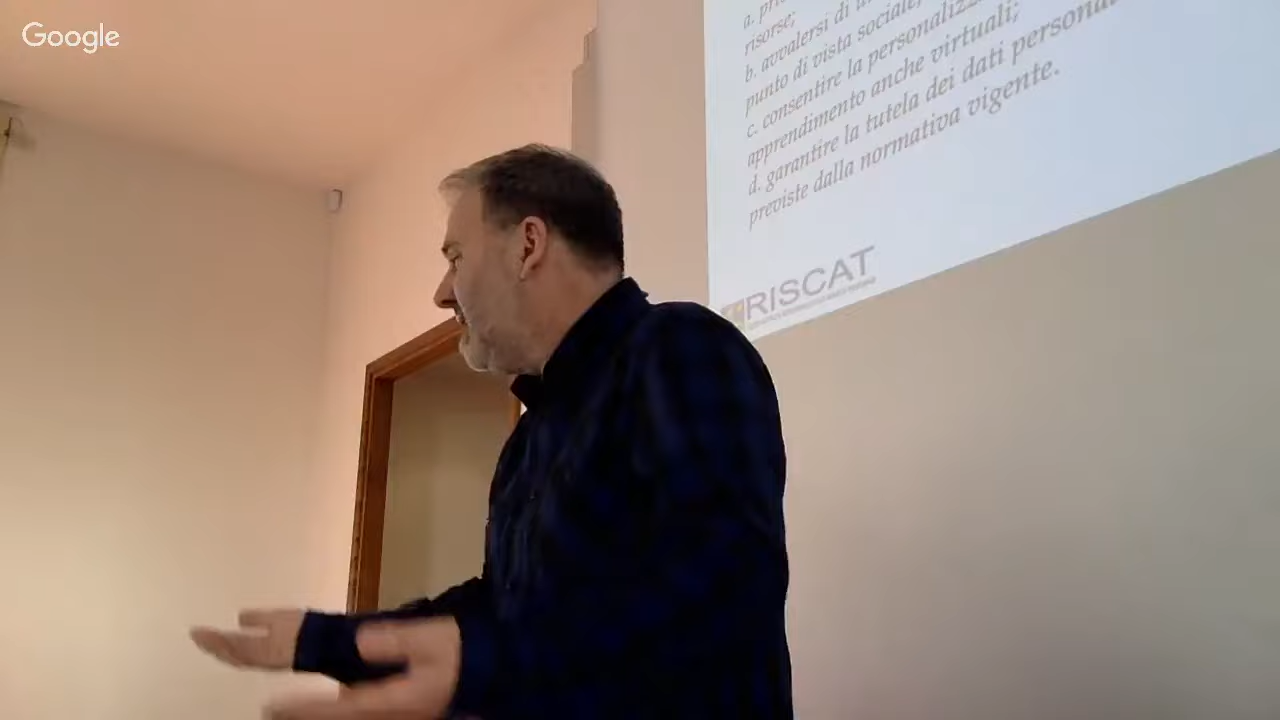 Google
a. pri
risorse;
b. avvalersi di u
punto di vista sociale,
c. consentire la personalizz
apprendimento anche virtuali;
d. garantire la tutela dei dati personal
previste dalla normativa vigente.
RISCAT